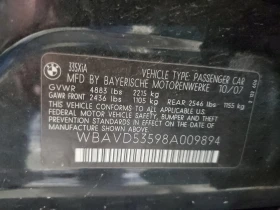 335XiA
VEHICLE TYPE PASSENGER CAR
MFD BY BAYERISCHE MOTORENWERKE 10/07
GVWR 4883 lbs 2215 kg
GAWR FRONT 2436 lbs 1105 kg REAR 2546 lbs 1155 kg
THIS VEHICLE CONFORMS TO ALL APPLICABLE
FEDERAL MOTOR VEHICLE SAFETY, BUMPER, AND
THEFT PREVENTION STANDARDS IN EFFECT ON THE
DATE OF MANUFACTURE SHOWN ABOVE.
WBAVD53598A009894